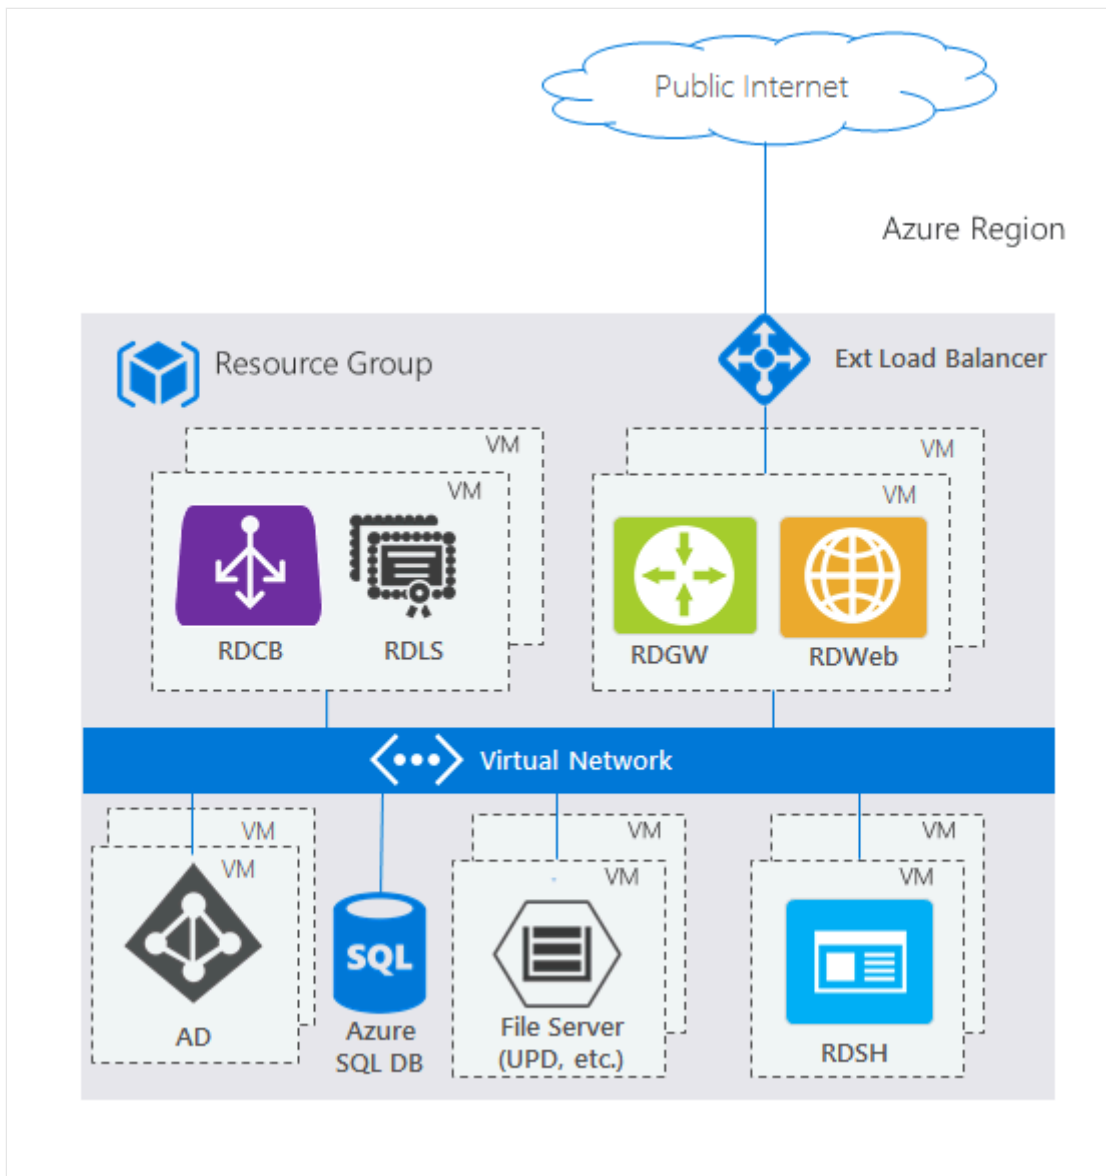 Public Internet
Azure Region
Resource Group
Ext Load Balancer
VM
VM
RDCB
RDLS
VM
VM
RDGW
RDWeb
Virtual Network
VM
VM
AD
SQL
Azure
SQL DB
VM
VM
File Server
(UPD, etc.)
VM
VM
RDSH